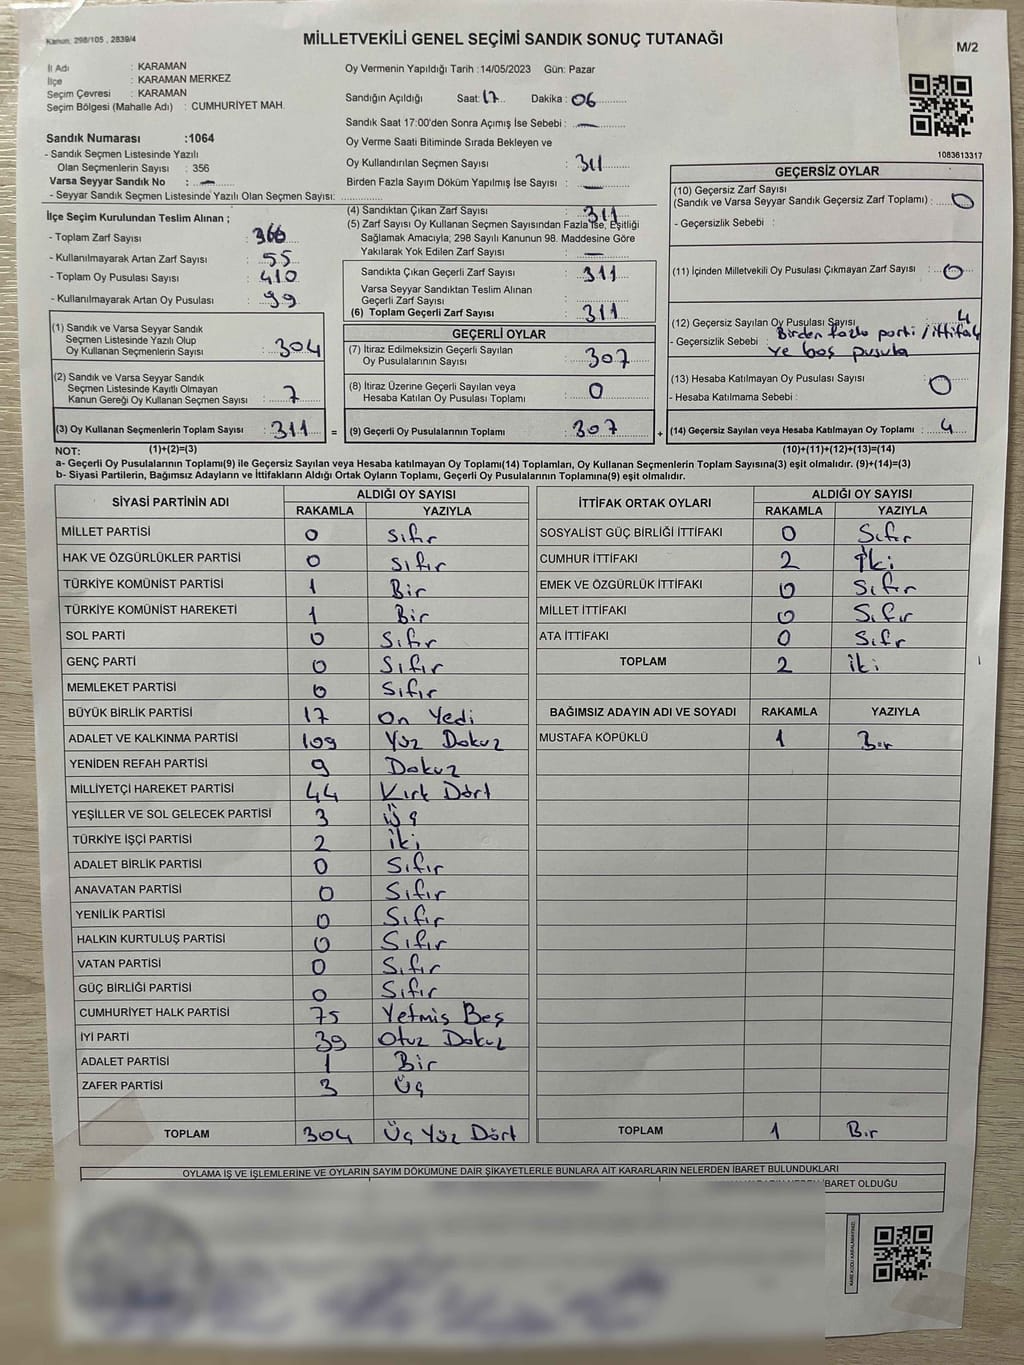 Kanun: 298/105 , 2839/4
MİLLETVEKİLİ GENEL SEÇİMİ SANDIK SONUÇ TUTANAĞI
M/2
İl Adı : KARAMAN
İlçe : KARAMAN MERKEZ
Seçim Çevresi : KARAMAN
Seçim Bölgesi (Mahalle Adı) : CUMHURİYET MAH.
Oy Vermenin Yapıldığı Tarih :14/05/2023 Gün: Pazar
Sandığın Açıldığı Saat: 17 Dakika : 06
Sandık Saat 17:00'den Sonra Açımış İse Sebebi : —
Oy Verme Saati Bitiminde Sırada Bekleyen ve
Oy Kullandırılan Seçmen Sayısı : 311
Birden Fazla Sayım Döküm Yapılmış İse Sayısı : —
Sandık Numarası :1064
- Sandık Seçmen Listesinde Yazılı
Olan Seçmenlerin Sayısı : 356
Varsa Seyyar Sandık No : —
- Seyyar Sandık Seçmen Listesinde Yazılı Olan Seçmen Sayısı:
1083613317
İlçe Seçim Kurulundan Teslim Alınan ;
- Toplam Zarf Sayısı : 366
- Kullanılmayarak Artan Zarf Sayısı : 55
- Toplam Oy Pusulası Sayısı : 410
- Kullanılmayarak Artan Oy Pusulası : 99
(1) Sandık ve Varsa Seyyar Sandık
Seçmen Listesinde Yazılı Olup
Oy Kullanan Seçmenlerin Sayısı : 304
(2) Sandık ve Varsa Seyyar Sandık
Seçmen Listesinde Kayıtlı Olmayan
Kanun Gereği Oy Kullanan Seçmen Sayısı : 7
(3) Oy Kullanan Seçmenlerin Toplam Sayısı : 311 =
(4) Sandıktan Çıkan Zarf Sayısı : 311
(5) Zarf Sayısı Oy Kullanan Seçmen Sayısından Fazla İse, Eşitliği
Sağlamak Amacıyla; 298 Sayılı Kanunun 98. Maddesine Göre
Yakılarak Yok Edilen Zarf Sayısı : —
Sandıkta Çıkan Geçerli Zarf Sayısı : 311
Varsa Seyyar Sandıktan Teslim Alınan
Geçerli Zarf Sayısı :
(6) Toplam Geçerli Zarf Sayısı : 311
GEÇERLİ OYLAR
(7) İtiraz Edilmeksizin Geçerli Sayılan
Oy Pusulalarının Sayısı : 307
(8) İtiraz Üzerine Geçerli Sayılan veya
Hesaba Katılan Oy Pusulası Toplamı : 0
(9) Geçerli Oy Pusulalarının Toplamı : 307 +
GEÇERSİZ OYLAR
(10) Geçersiz Zarf Sayısı
(Sandık ve Varsa Seyyar Sandık Geçersiz Zarf Toplamı) : 0
- Geçersizlik Sebebi :
(11) İçinden Milletvekili Oy Pusulası Çıkmayan Zarf Sayısı : 0
(12) Geçersiz Sayılan Oy Pusulası Sayısı : 4
- Geçersizlik Sebebi : Birden fazla parti / ittifak
ve boş pusula
(13) Hesaba Katılmayan Oy Pusulası Sayısı : 0
- Hesaba Katılmama Sebebi :
(14) Geçersiz Sayılan veya Hesaba Katılmayan Oy Toplamı : 4
NOT: (1)+(2)=(3) (10)+(11)+(12)+(13)=(14)
a- Geçerli Oy Pusulalarının Toplamı(9) ile Geçersiz Sayılan veya Hesaba katılmayan Oy Toplamı(14) Toplamları, Oy Kullanan Seçmenlerin Toplam Sayısına(3) eşit olmalıdır. (9)+(14)=(3)
b- Siyasi Partilerin, Bağımsız Adayların ve İttifakların Aldığı Ortak Oyların Toplamı, Geçerli Oy Pusulalarının Toplamına(9) eşit olmalıdır.
SİYASİ PARTİNİN ADI ALDIĞI OY SAYISI
RAKAMLA YAZIYLA
MİLLET PARTİSİ 0 Sıfır
HAK VE ÖZGÜRLÜKLER PARTİSİ 0 Sıfır
TÜRKİYE KOMÜNİST PARTİSİ 1 Bir
TÜRKİYE KOMÜNİST HAREKETİ 1 Bir
SOL PARTİ 0 Sıfır
GENÇ PARTİ 0 Sıfır
MEMLEKET PARTİSİ 0 Sıfır
BÜYÜK BİRLİK PARTİSİ 17 On Yedi
ADALET VE KALKINMA PARTİSİ 109 Yüz Dokuz
YENİDEN REFAH PARTİSİ 9 Dokuz
MİLLİYETÇİ HAREKET PARTİSİ 44 Kırk Dört
YEŞİLLER VE SOL GELECEK PARTİSİ 3 Üç
TÜRKİYE İŞÇİ PARTİSİ 2 İki
ADALET BİRLİK PARTİSİ 0 Sıfır
ANAVATAN PARTİSİ 0 Sıfır
YENİLİK PARTİSİ 0 Sıfır
HALKIN KURTULUŞ PARTİSİ 0 Sıfır
VATAN PARTİSİ 0 Sıfır
GÜÇ BİRLİĞİ PARTİSİ 0 Sıfır
CUMHURİYET HALK PARTİSİ 75 Yetmiş Beş
İYİ PARTİ 39 Otuz Dokuz
ADALET PARTİSİ 1 Bir
ZAFER PARTİSİ 3 Üç
TOPLAM 304 Üç Yüz Dört
İTTİFAK ORTAK OYLARI ALDIĞI OY SAYISI
RAKAMLA YAZIYLA
SOSYALİST GÜÇ BİRLİĞİ İTTİFAKI 0 Sıfır
CUMHUR İTTİFAKI 2 İki
EMEK VE ÖZGÜRLÜK İTTİFAKI 0 Sıfır
MİLLET İTTİFAKI 0 Sıfır
ATA İTTİFAKI 0 Sıfr
TOPLAM 2 İki
BAĞIMSIZ ADAYIN ADI VE SOYADI RAKAMLA YAZIYLA
MUSTAFA KÖPÜKLÜ 1 Bir
TOPLAM 1 Bir
OYLAMA İŞ VE İŞLEMLERİNE VE OYLARIN SAYIM DÖKÜMÜNE DAİR ŞİKAYETLERLE BUNLARA AİT KARARLARIN NELERDEN İBARET BULUNDUKLARI
İBARET OLDUĞU